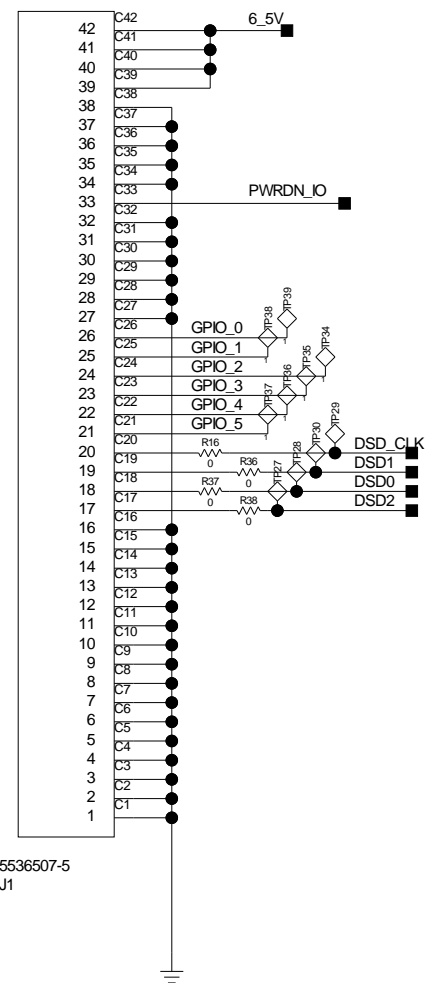 C42
42 6_5V
C41
41
C40
40
C39
39
C38
38
C37
37
C36
36
C35
35
C34
34
C33
33 PWRDN_IO
C32
32
C31
31
C30
30
C29
29
C28
28
C27
27
C26
26 GPIO_0 TP38 TP39
C25
25 GPIO_1 1 1
C24
24 GPIO_2 TP35 TP34
C23
23 GPIO_3 1 1
C22
22 GPIO_4 TP37 TP36
C21
21 GPIO_5 1 1
C20
20 R16 0 TP29 DSD_CLK
C19
19 R36 0 TP30 DSD1
C18
18 R37 0 TP28 DSD0
C17
17 R38 0 TP27 DSD2
C16
16
C15
15
C14
14
C13
13
C12
12
C11
11
C10
10
C9
9
C8
8
C7
7
C6
6
C5
5
C4
4
C3
3
C2
2
C1
1
5536507-5
J1